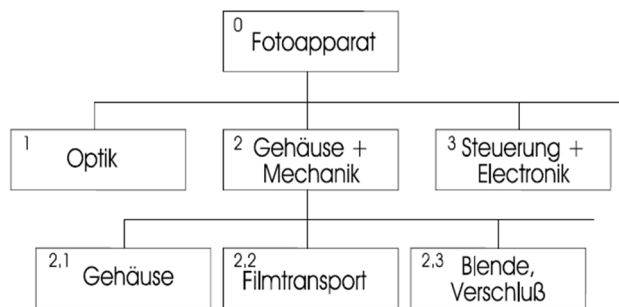 0
Fotoapparat
1
Optik
2 Gehäuse +
Mechanik
3 Steuerung +
Electronik
2,1
Gehäuse
2,2
Filmtransport
2,3 Blende,
Verschluß